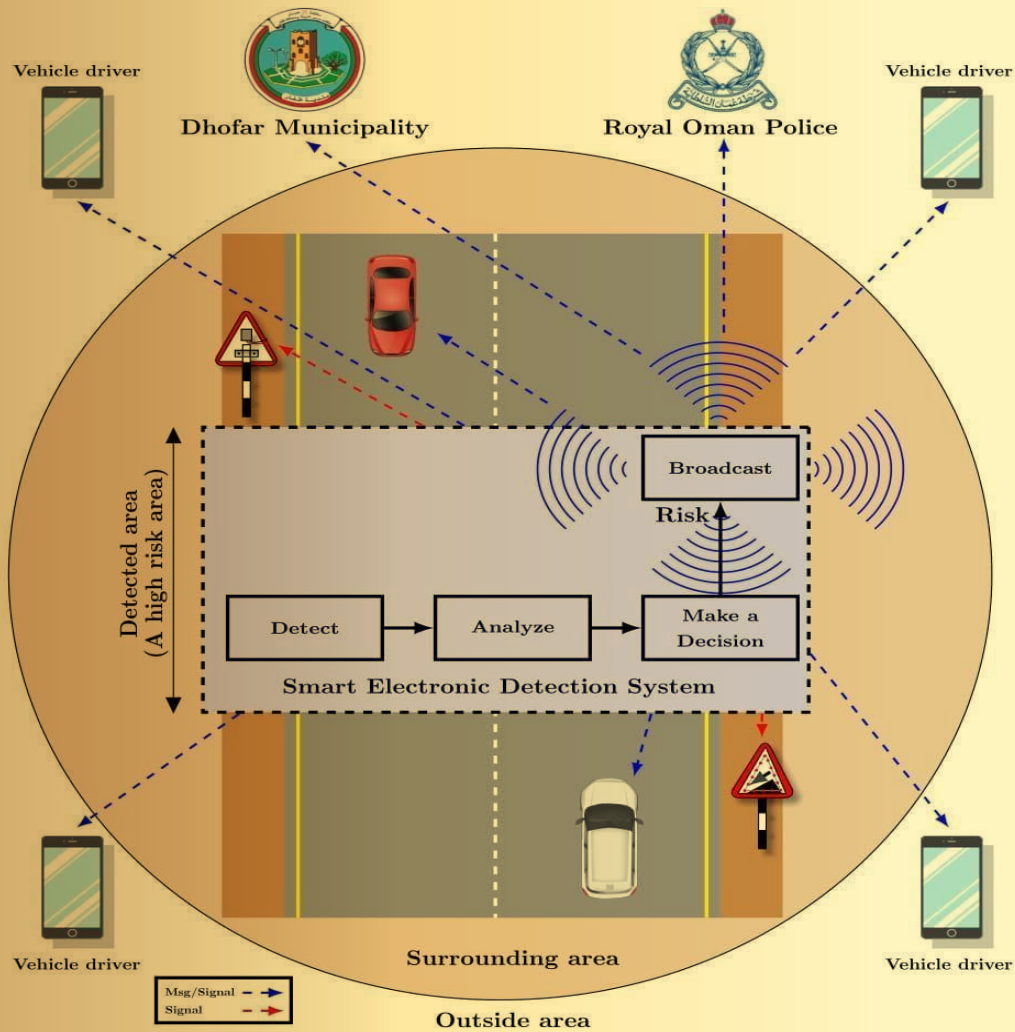 Vehicle driver
Dhofar Municipality
Royal Oman Police
Vehicle driver
Detected area
(A high risk area)
Broadcast
Risk
Detect
Analyze
Make a
Decision
Smart Electronic Detection System
Vehicle driver
Vehicle driver
Surrounding area
Msg/Signal
Signal
Outside area